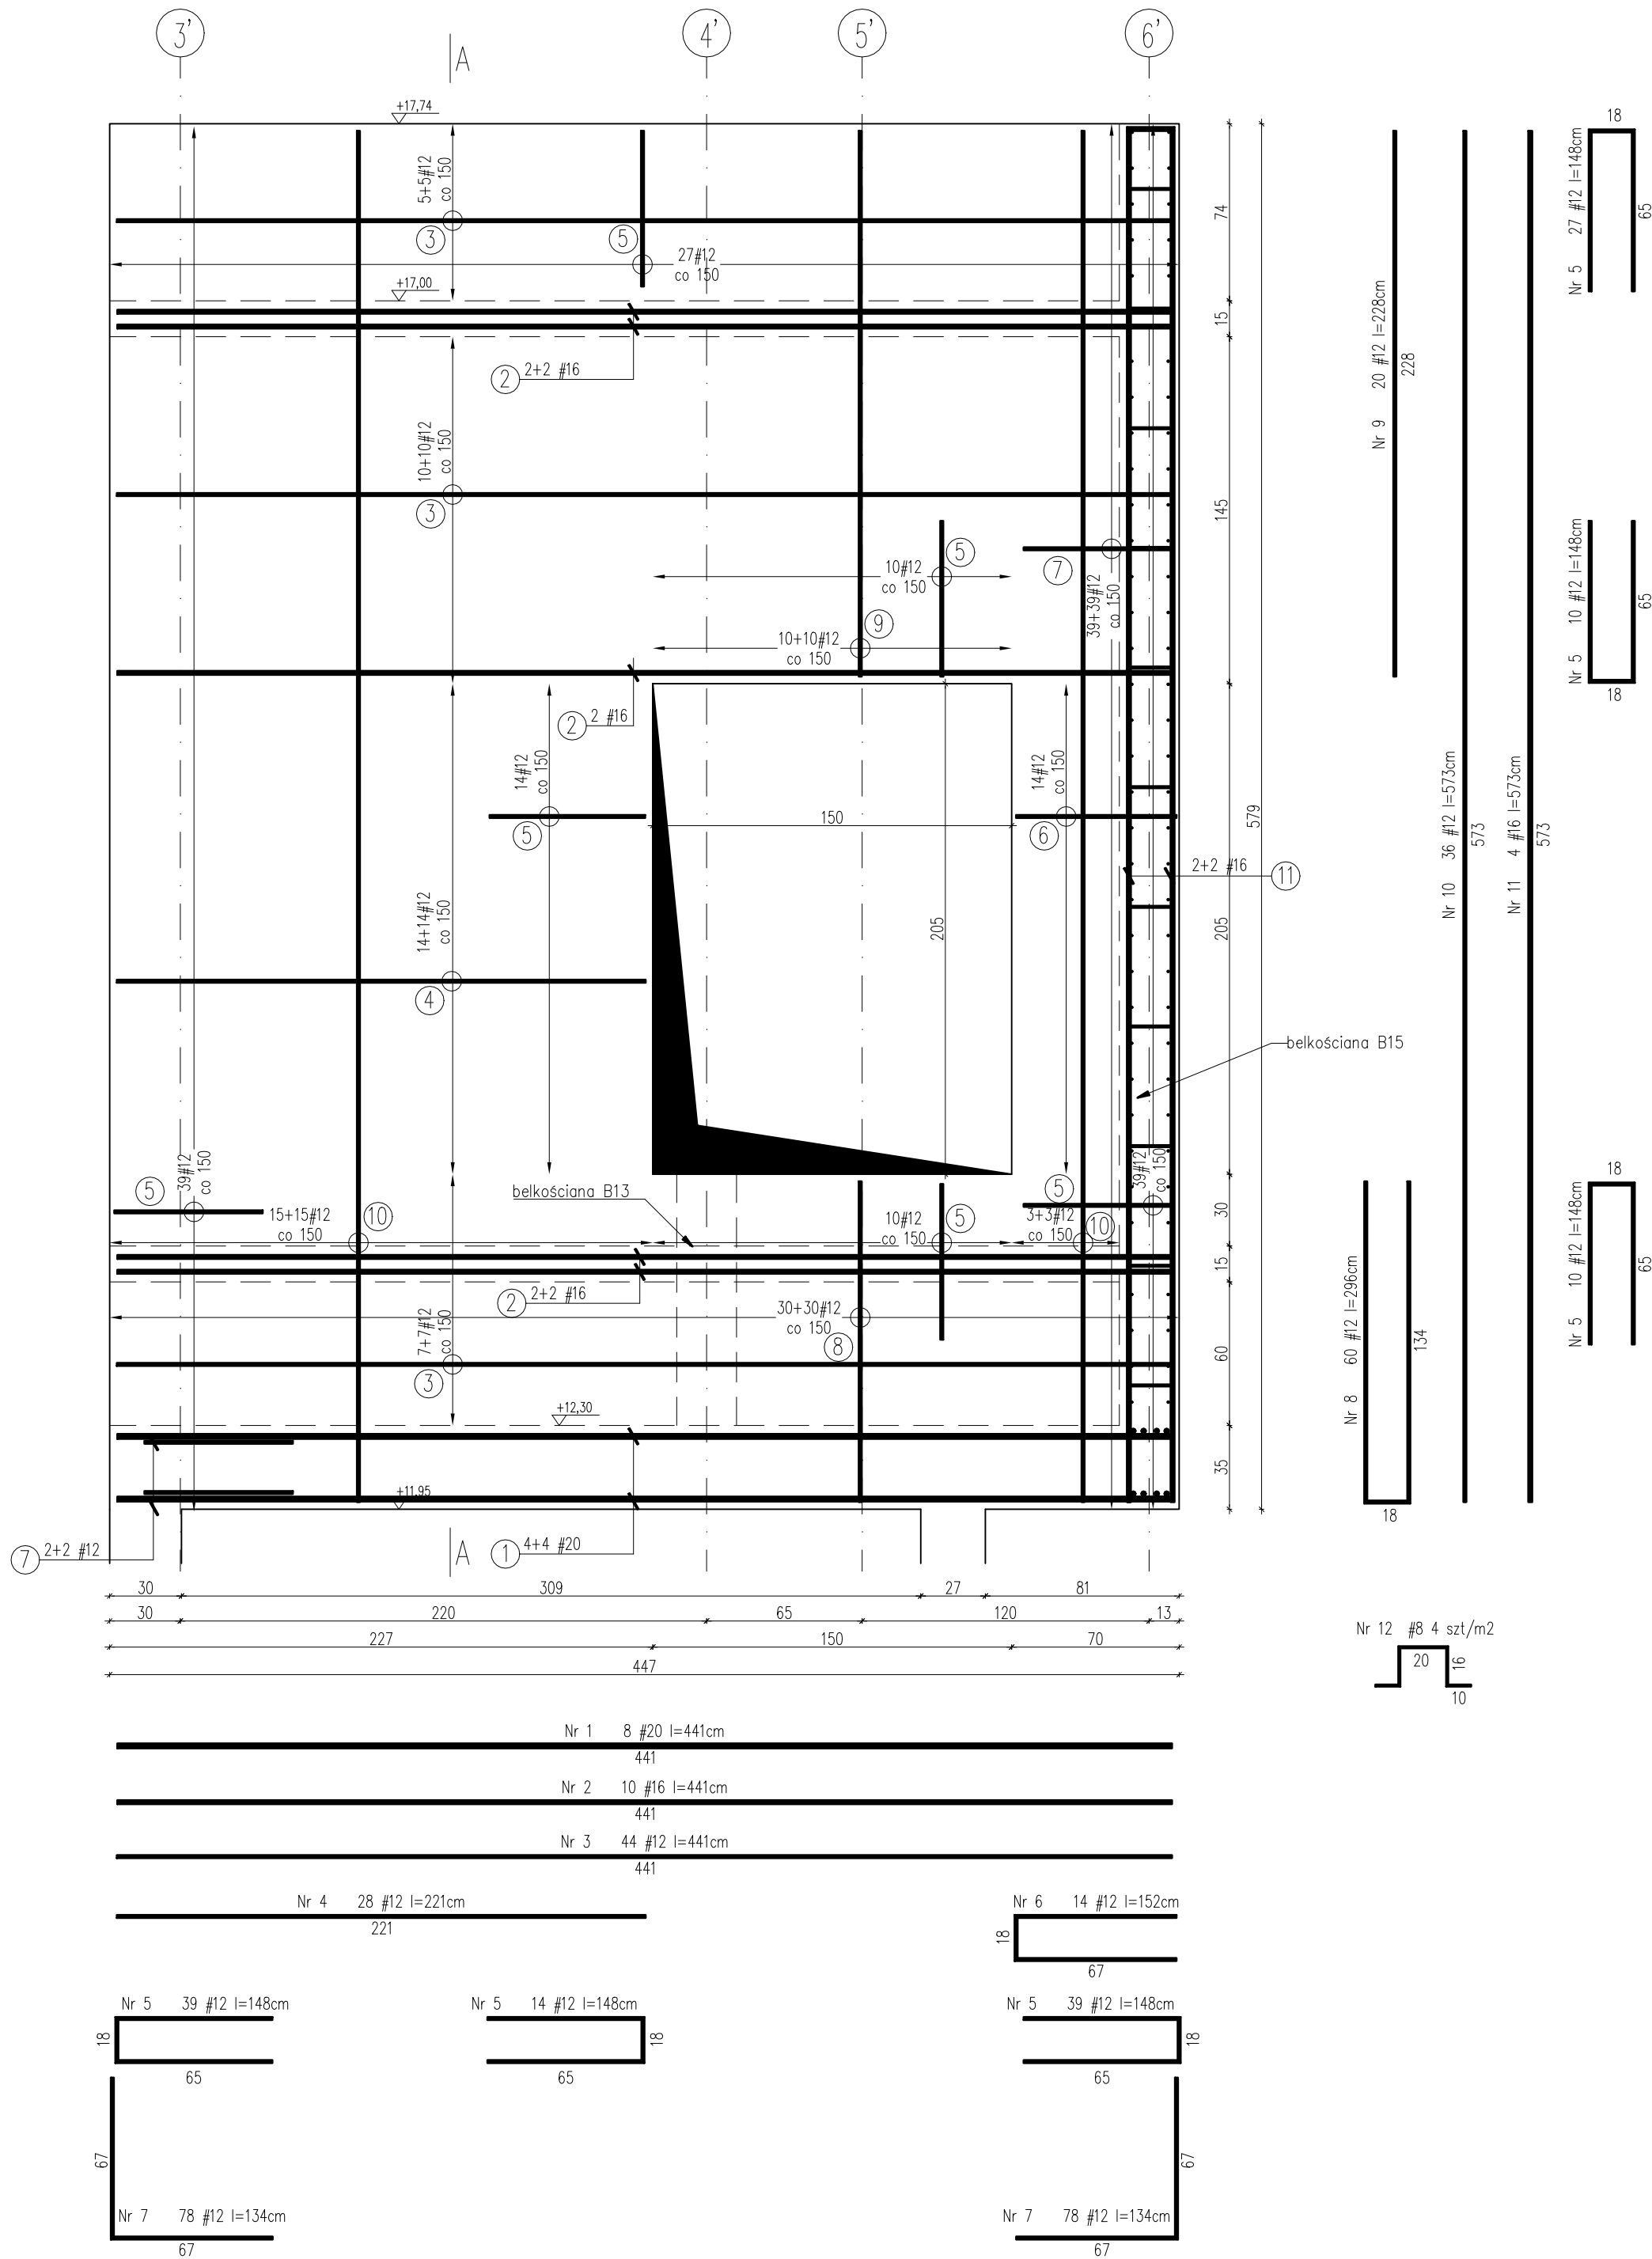 3' 4' 5' 6'
A
+17,74
5+5#12
co 150
3
5
27#12
co 150
+17,00
2 2+2 #16
10+10#12
co 150
3
10#12
co 150
5
7
39+39#12
co 150
10+10#12
co 150
9
2 2 #16
14#12
co 150
5
14#12
co 150
6
150
205
2+2 #16 11
14+14#12
co 150
4
belkościana B15
39#12
co 150
5
15+15#12
co 150
10
belkościana B13
10#12
co 150
5
5
3+3#12
co 150
10
39#12
co 150
2 2+2 #16
30+30#12
co 150
8
7+7#12
co 150
3
+12,30
+11,95
7 2+2 #12
A
1 4+4 #20
74
15
145
205
30
15
60
35
579
30 309 27 81
30 220 65 120 13
227 150 70
447
Nr 9 20 #12 l=228cm
228
Nr 10 36 #12 l=573cm
573
Nr 11 4 #16 l=573cm
573
18
Nr 5 27 #12 l=148cm
65
Nr 5 10 #12 l=148cm
65
18
18
Nr 5 10 #12 l=148cm
65
Nr 8 60 #12 l=296cm
134
18
Nr 12 #8 4 szt/m2
20
16
10
Nr 1 8 #20 l=441cm
441
Nr 2 10 #16 l=441cm
441
Nr 3 44 #12 l=441cm
441
Nr 4 28 #12 l=221cm
221
Nr 6 14 #12 l=152cm
18
67
Nr 5 39 #12 l=148cm
18
65
Nr 5 14 #12 l=148cm
18
65
Nr 5 39 #12 l=148cm
18
65
67
Nr 7 78 #12 l=134cm
67
67
Nr 7 78 #12 l=134cm
67